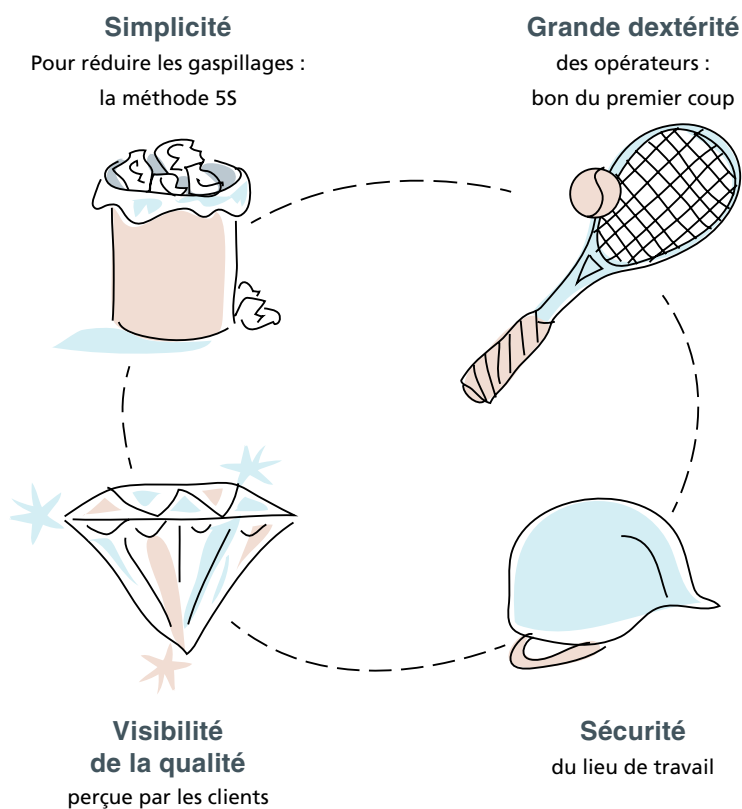 Simplicité
Pour réduire les gaspillages :
la méthode 5S
Grande dextérité
des opérateurs :
bon du premier coup
Visibilité
de la qualité
perçue par les clients
Sécurité
du lieu de travail